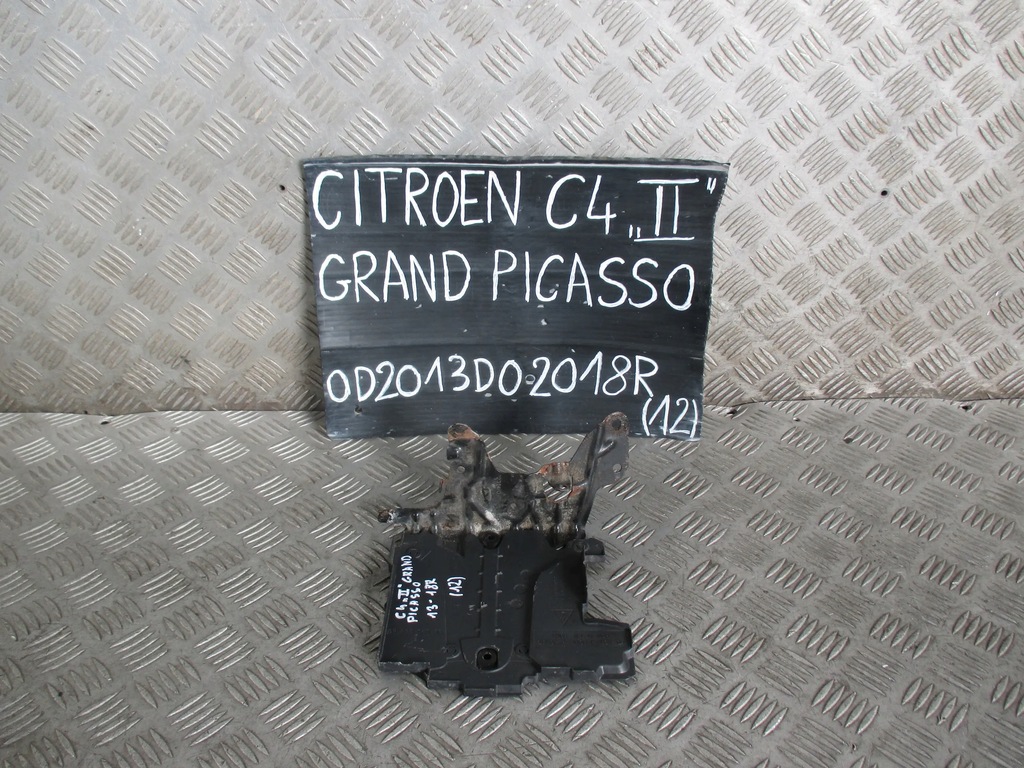 CITROEN C4 „II"
GRAND PICASSO
OD2013DO2018R
(12)
C4„II" GRAND
PICASSO
13-18R
(12)